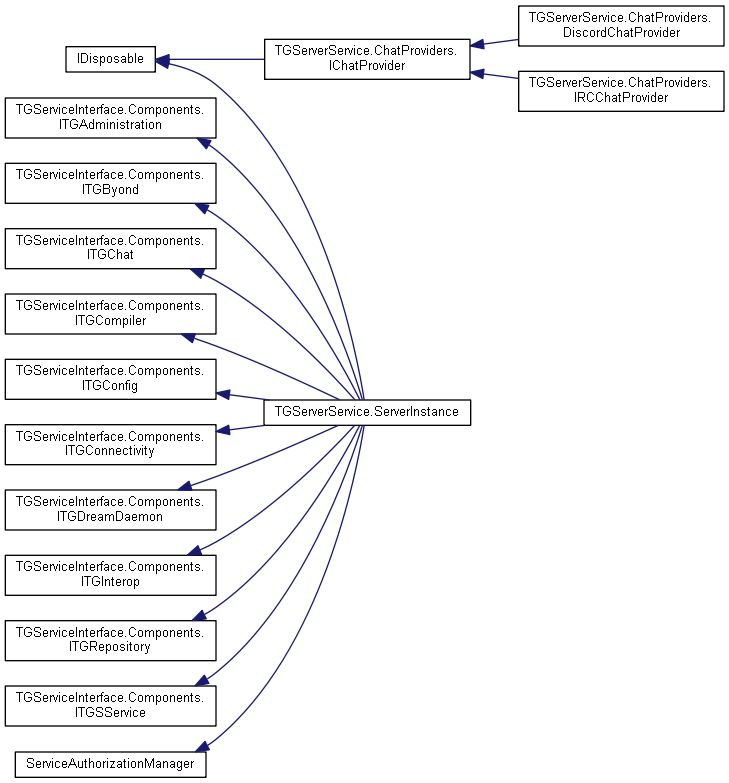 TGServerService.ChatProviders.
DiscordChatProvider
TGServerService.ChatProviders.
IChatProvider
IDisposable
TGServerService.ChatProviders.
IRCChatProvider
TGServiceInterface.Components.
ITGAdministration
TGServiceInterface.Components.
ITGByond
TGServiceInterface.Components.
ITGChat
TGServiceInterface.Components.
ITGCompiler
TGServiceInterface.Components.
ITGConfig
TGServerService.ServerInstance
TGServiceInterface.Components.
ITGConnectivity
TGServiceInterface.Components.
ITGDreamDaemon
TGServiceInterface.Components.
ITGInterop
TGServiceInterface.Components.
ITGRepository
TGServiceInterface.Components.
ITGSService
ServiceAuthorizationManager